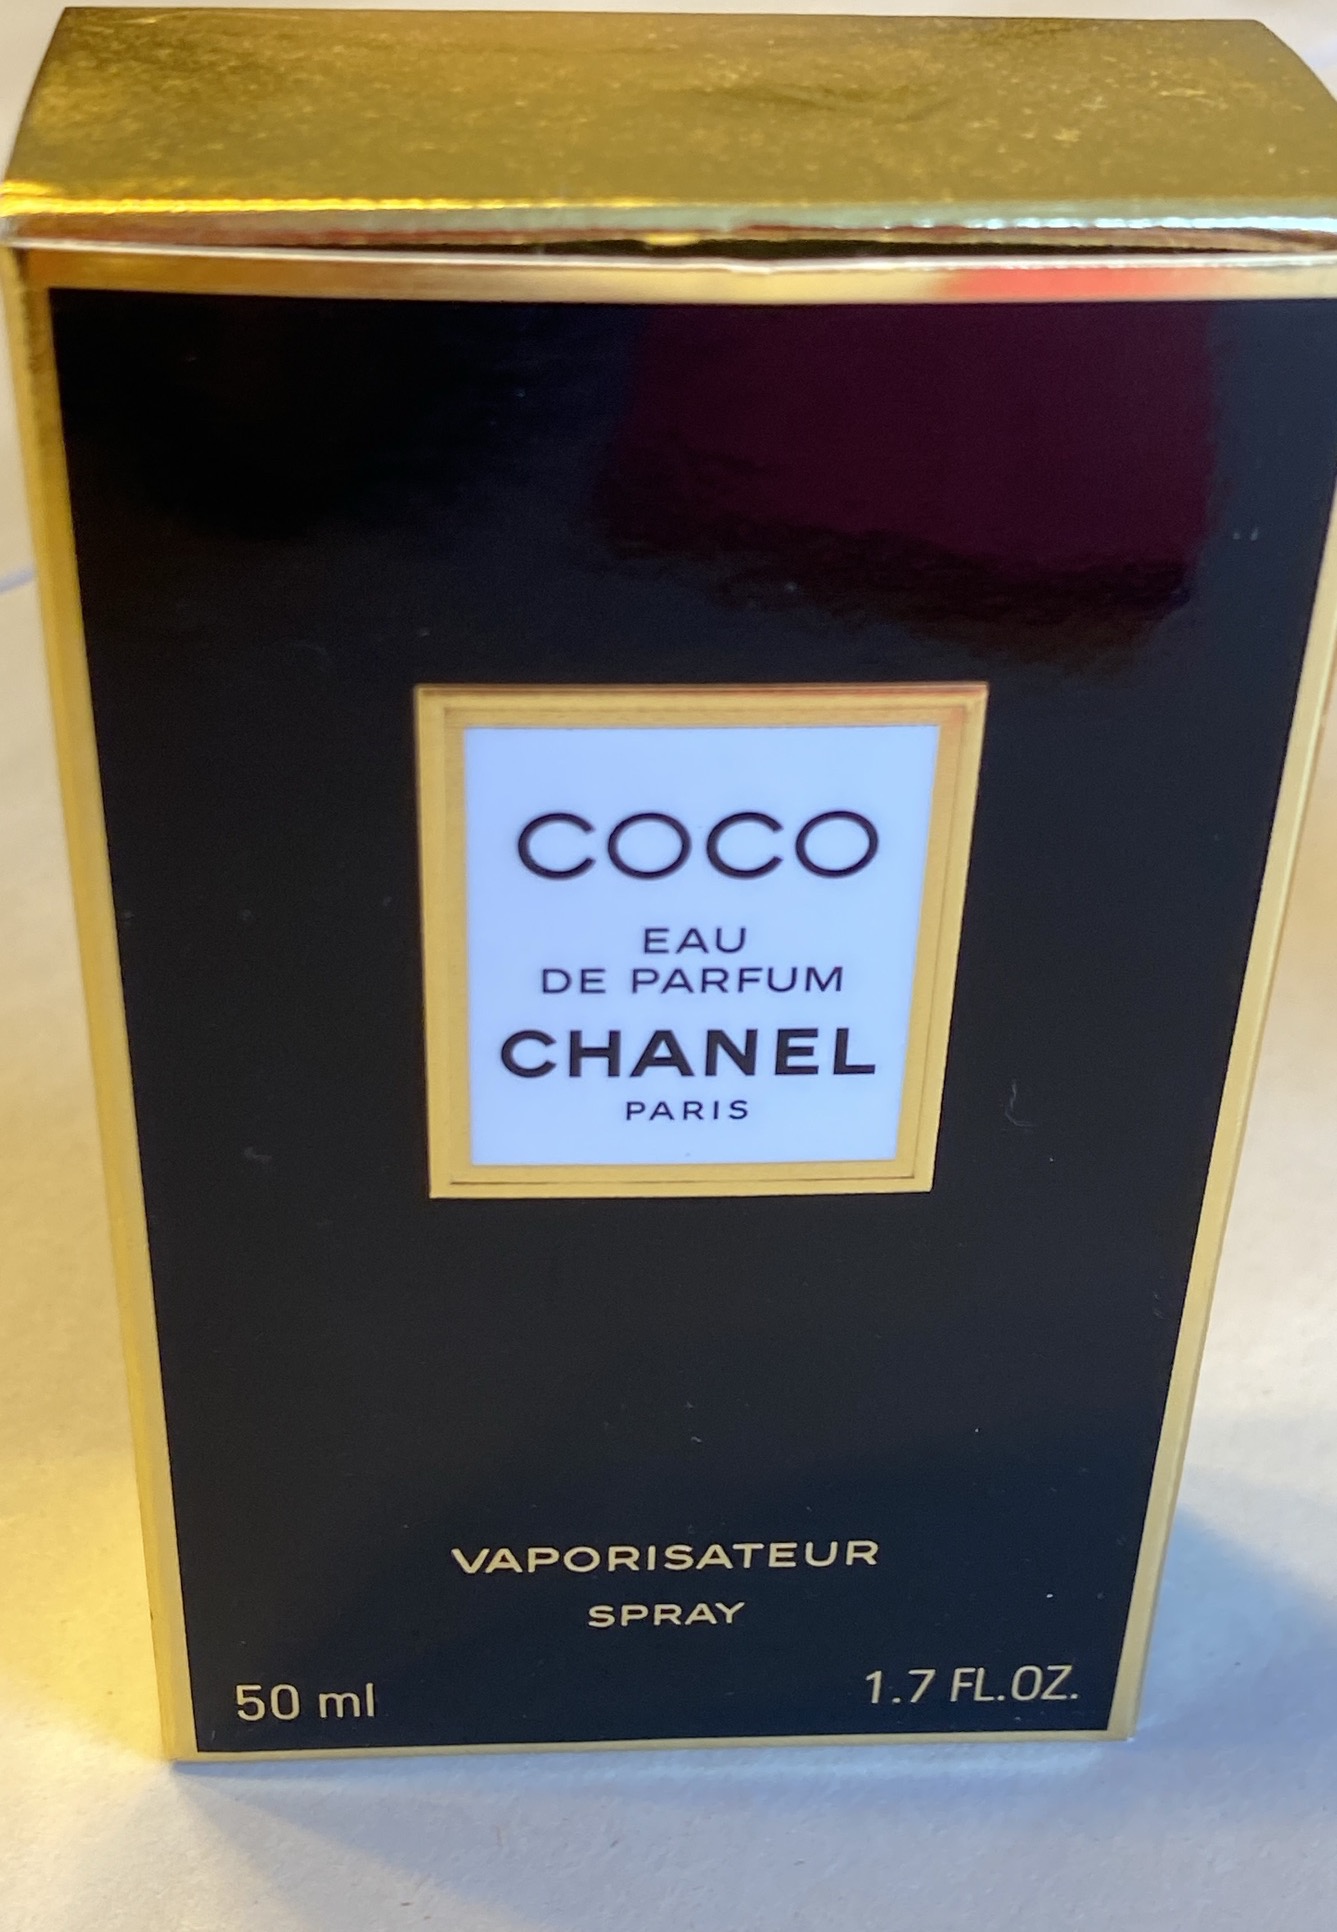 COCO
EAU
DE PARFUM
CHANEL
PARIS
VAPORISATEUR
SPRAY
50 ml
1.7 FL.OZ.